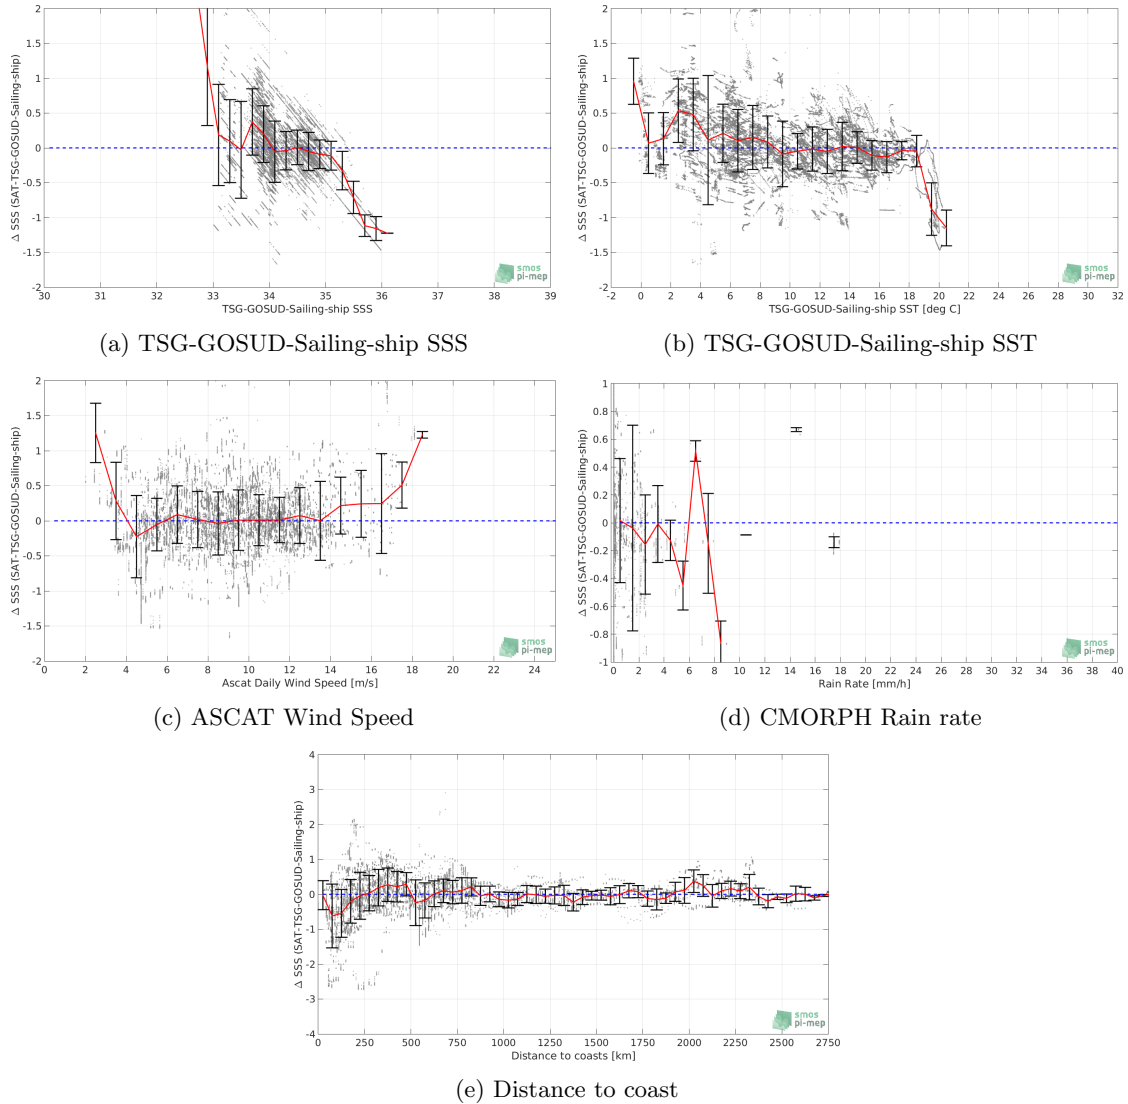 2
1.5
1
0.5
0
-0.5
-1
-1.5
-2
Δ SSS (SAT-TSG-GOSUD-Sailing-ship)
30 31 32 33 34 35 36 37 38 39
TSG-GOSUD-Sailing-ship SSS
smos
pi-mep
(a) TSG-GOSUD-Sailing-ship SSS
2
1.5
1
0.5
0
-0.5
-1
-1.5
-2
Δ SSS (SAT-TSG-GOSUD-Sailing-ship)
-2 0 2 4 6 8 10 12 14 16 18 20 22 24 26 28 30 32
TSG-GOSUD-Sailing-ship SST [deg C]
smos
pi-mep
(b) TSG-GOSUD-Sailing-ship SST
2
1.5
1
0.5
0
-0.5
-1
-1.5
-2
Δ SSS (SAT-TSG-GOSUD-Sailing-ship)
0 2 4 6 8 10 12 14 16 18 20 22 24
Ascat Daily Wind Speed [m/s]
smos
pi-mep
(c) ASCAT Wind Speed
1
0.8
0.6
0.4
0.2
0
-0.2
-0.4
-0.6
-0.8
-1
Δ SSS (SAT-TSG-GOSUD-Sailing-ship)
0 2 4 6 8 10 12 14 16 18 20 22 24 26 28 30 32 34 36 38 40
Rain Rate [mm/h]
smos
pi-mep
(d) CMORPH Rain rate
4
3
2
1
0
-1
-2
-3
-4
Δ SSS (SAT-TSG-GOSUD-Sailing-ship)
0 250 500 750 1000 1250 1500 1750 2000 2250 2500 2750
Distance to coasts [km]
smos
pi-mep
(e) Distance to coast